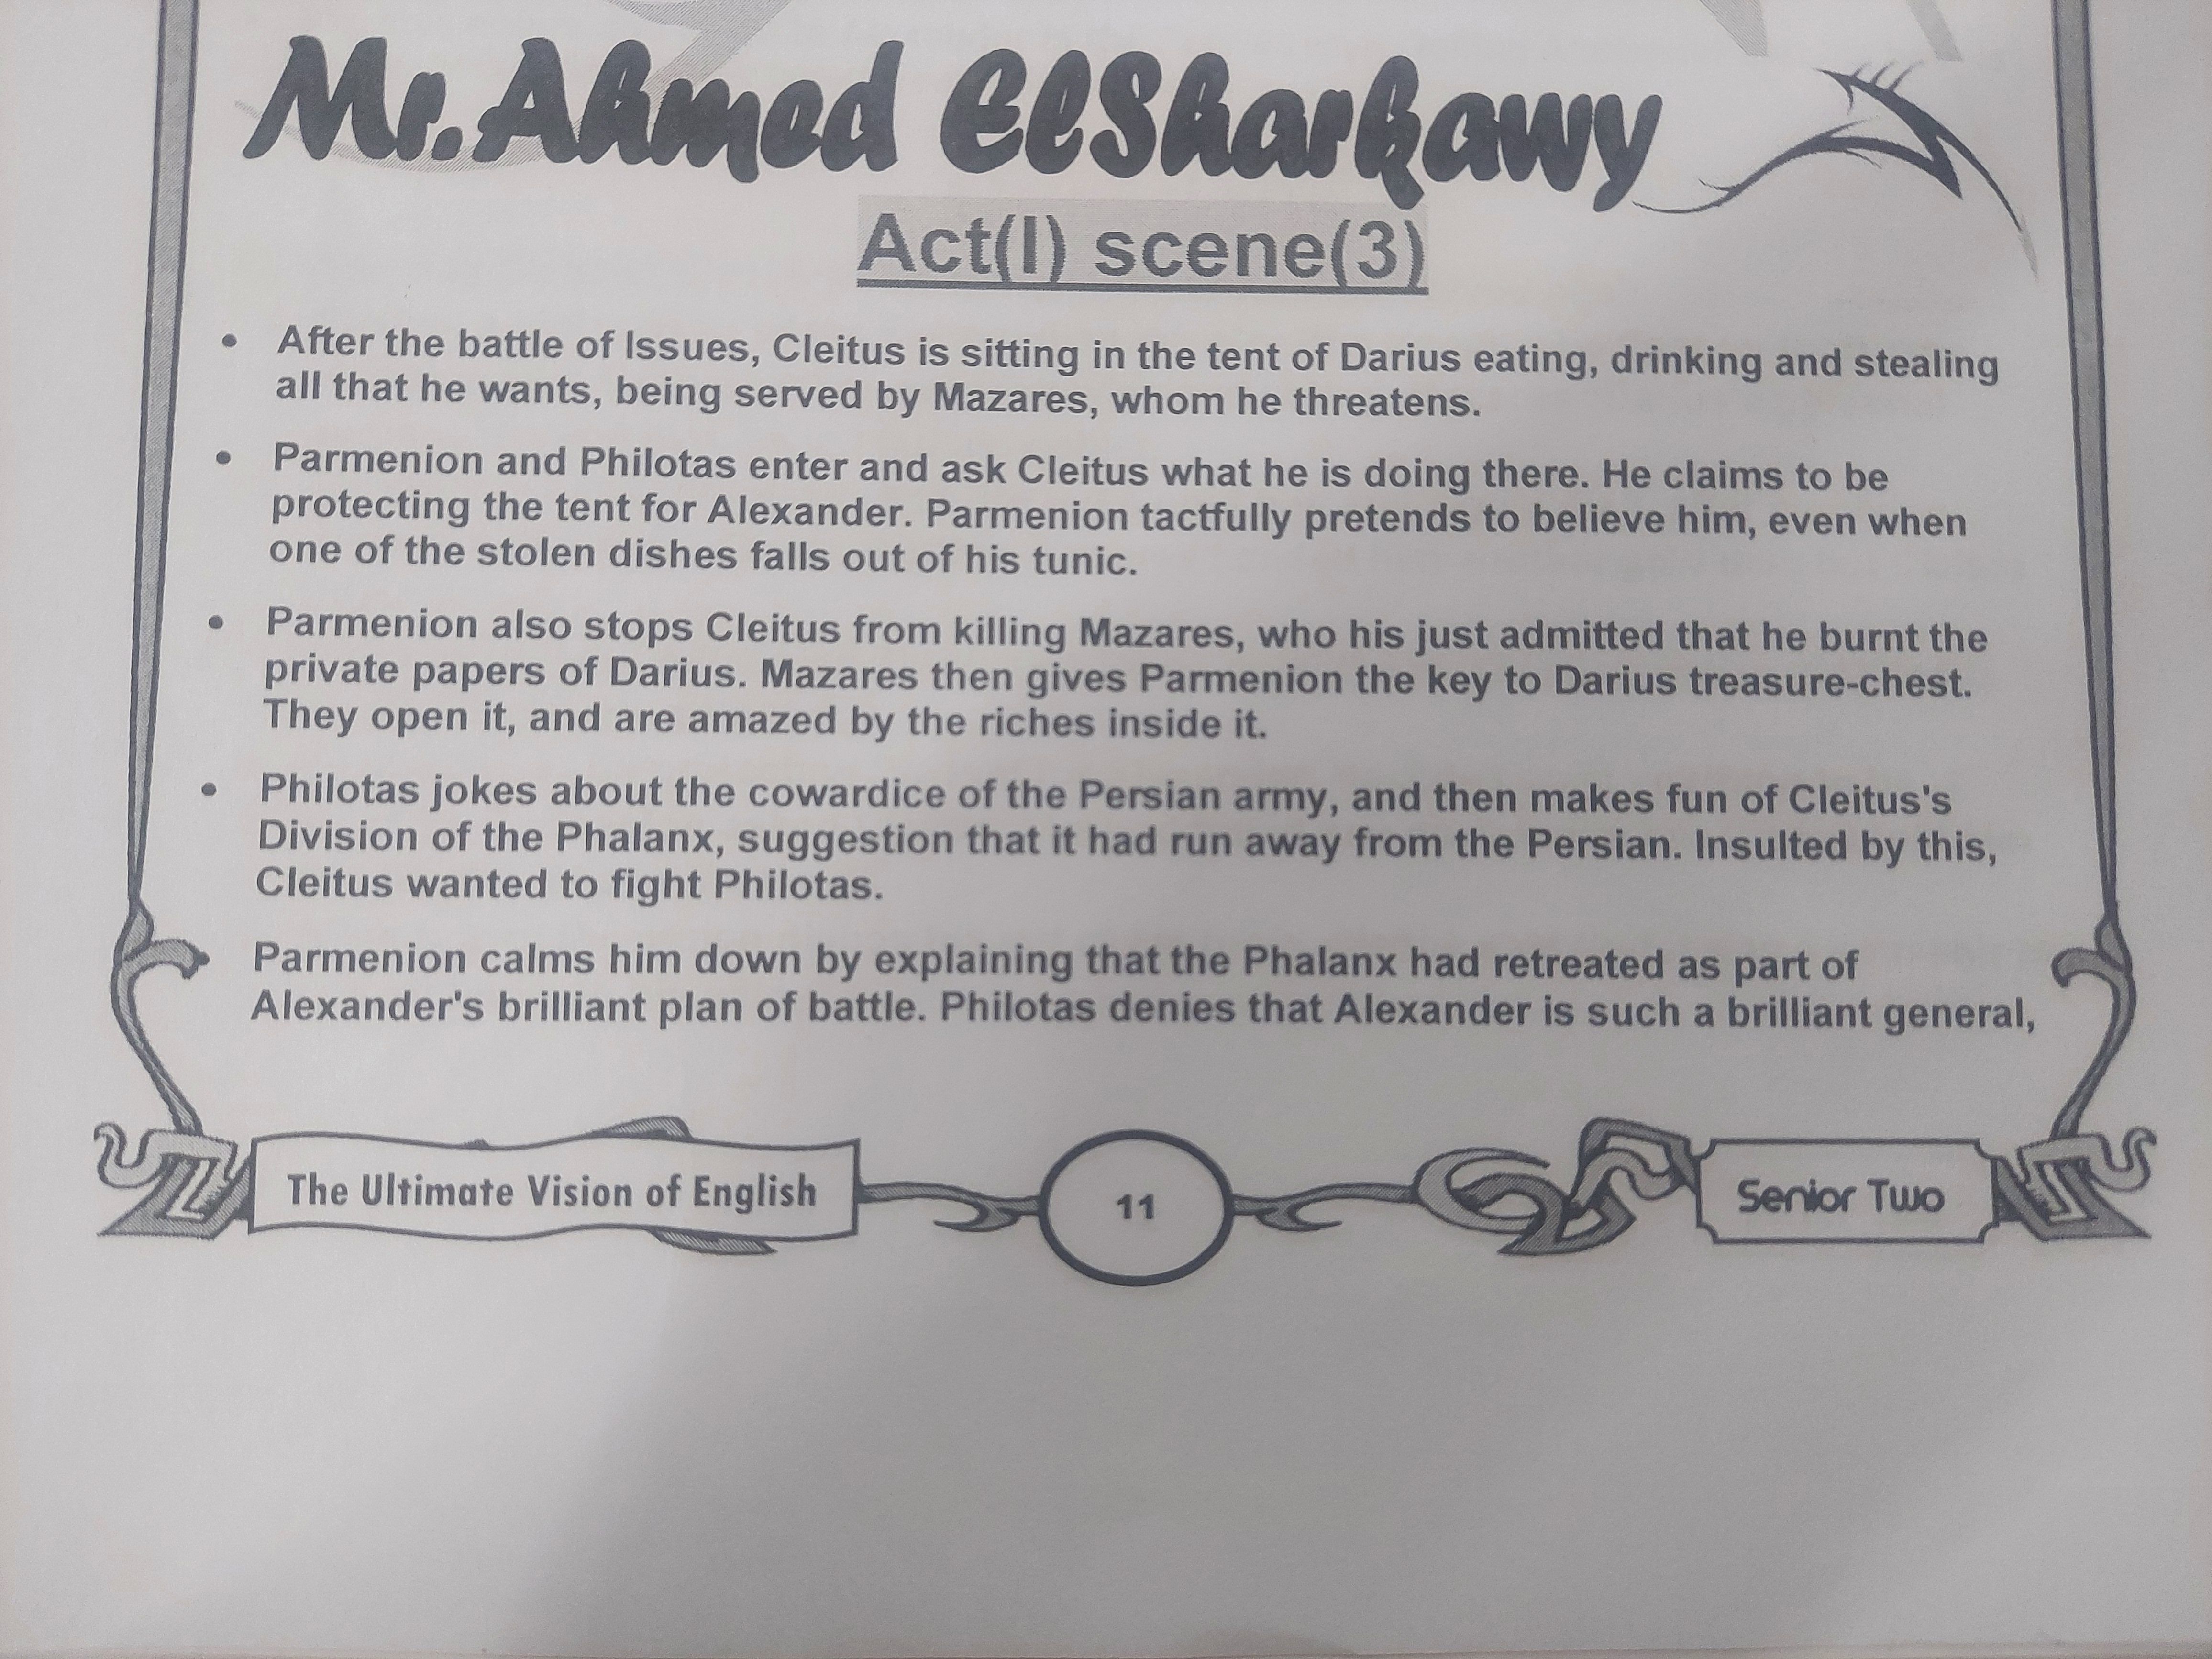 Mr. Ahmed ElSharkawy
Act(I) scene(3)
• After the battle of Issues, Cleitus is sitting in the tent of Darius eating, drinking and stealing
all that he wants, being served by Mazares, whom he threatens.
• Parmenion and Philotas enter and ask Cleitus what he is doing there. He claims to be
protecting the tent for Alexander. Parmenion tactfully pretends to believe him, even when
one of the stolen dishes falls out of his tunic.
• Parmenion also stops Cleitus from killing Mazares, who his just admitted that he burnt the
private papers of Darius. Mazares then gives Parmenion the key to Darius treasure-chest.
They open it, and are amazed by the riches inside it.
• Philotas jokes about the cowardice of the Persian army, and then makes fun of Cleitus's
Division of the Phalanx, suggestion that it had run away from the Persian. Insulted by this,
Cleitus wanted to fight Philotas.
• Parmenion calms him down by explaining that the Phalanx had retreated as part of
Alexander's brilliant plan of battle. Philotas denies that Alexander is such a brilliant general,
The Ultimate Vision of English
11
Senior Two